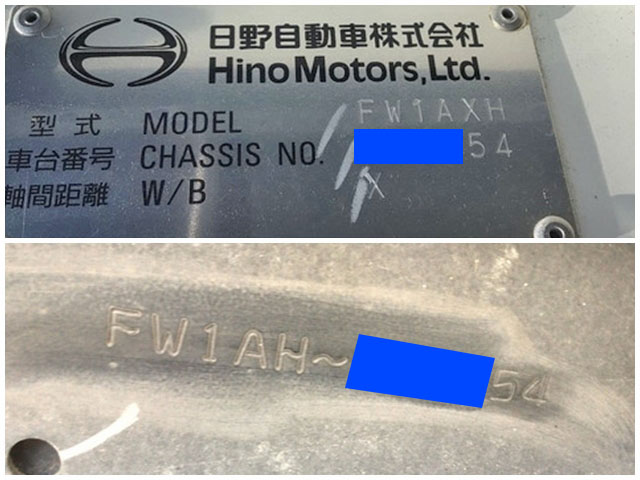 日野自動車株式会社
Hino Motors, Ltd.
型式 MODEL FW1AXH
車台番号 CHASSIS NO. 54
軸間距離 W/B X
FW1AH~ 54